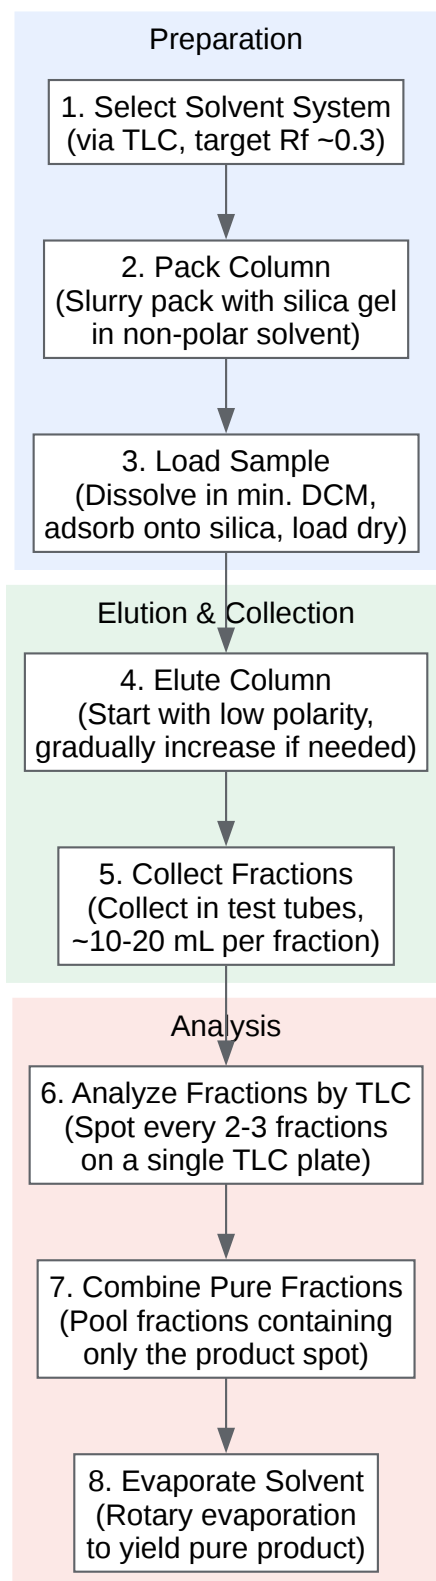 Preparation
1. Select Solvent System
(via TLC, target Rf ~0.3)
2. Pack Column
(Slurry pack with silica gel
in non-polar solvent)
3. Load Sample
(Dissolve in min. DCM,
adsorb onto silica, load dry)
Elution & Collection
4. Elute Column
(Start with low polarity,
gradually increase if needed)
5. Collect Fractions
(Collect in test tubes,
~10-20 mL per fraction)
Analysis
6. Analyze Fractions by TLC
(Spot every 2-3 fractions
on a single TLC plate)
7. Combine Pure Fractions
(Pool fractions containing
only the product spot)
8. Evaporate Solvent
(Rotary evaporation
to yield pure product)